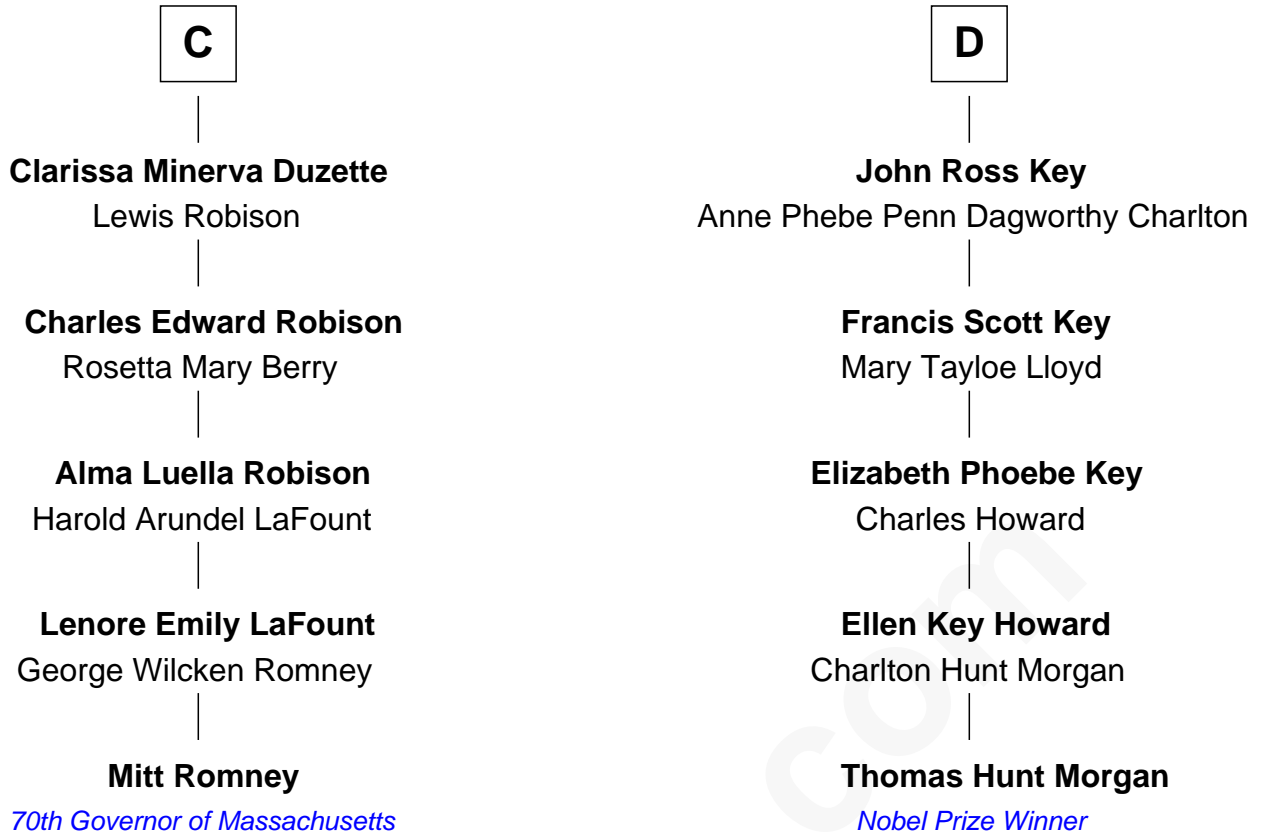 C
Clarissa Minerva Duzette
Lewis Robison
Charles Edward Robison
Rosetta Mary Berry
Alma Luella Robison
Harold Arundel LaFount
Lenore Emily LaFount
George Wilcken Romney
Mitt Romney
70th Governor of Massachusetts
D
John Ross Key
Anne Phebe Penn Dagworthy Charlton
Francis Scott Key
Mary Tayloe Lloyd
Elizabeth Phoebe Key
Charles Howard
Ellen Key Howard
Charlton Hunt Morgan
Thomas Hunt Morgan
Nobel Prize Winner
com